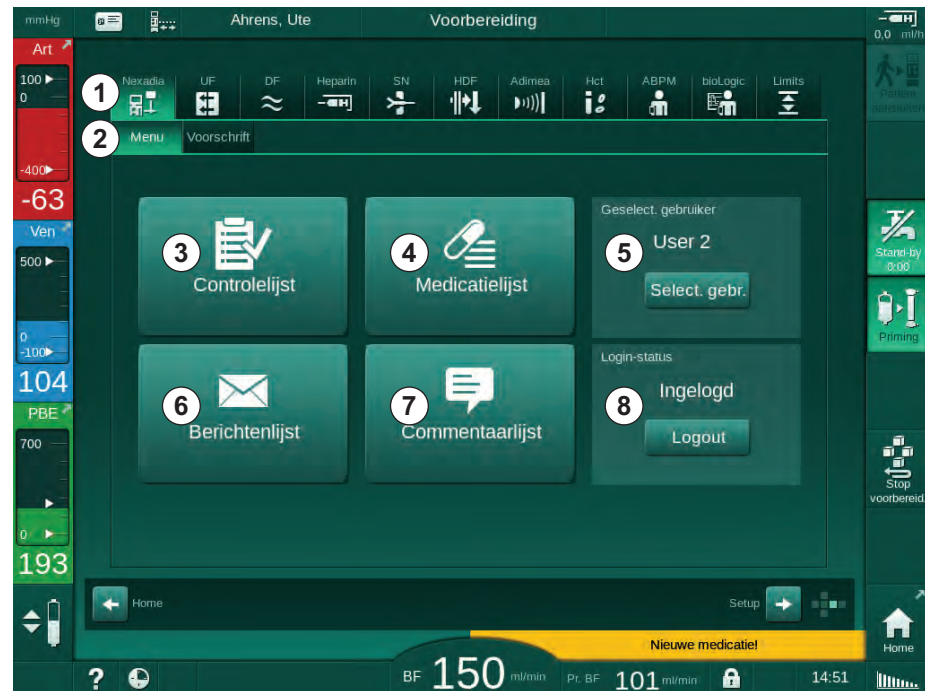 mmHg
Ahrens, Ute
Voorbereiding
0,0 ml/h
Art
100
0
-400
-63
Ven
500
0
-100
104
PBE
700
0
193
1
Nexadia UF DF Heparin SN HDF Adimea Hct ABPM bioLogic Limits
2
Menu Voorschrift
3
Controlelijst
4
Medicatielijst
Geselect. gebruiker
5
User 2
Select. gebr.
6
Berichtenlijst
7
Commentaarlijst
Login-status
8
Ingelogd
Logout
Patient
Stand-by
0:00
Priming
Stop
voorbereid.
Home
Home
Setup
Nieuwe medicatie!
? BF 150 ml/min Pr. BF 101 ml/min 14:51